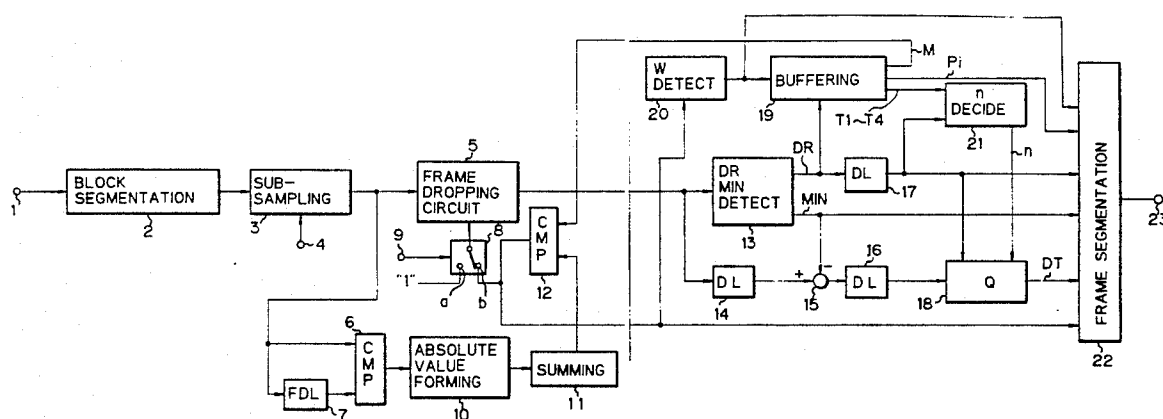 M
W
DETECT
20
BUFFERING
19
Pi
T1~T4
n
DECIDE
21
n
5
1
BLOCK
SEGMENTATION
2
SUB-
SAMPLING
3
4
FRAME
DROPPING
CIRCUIT
8
9
"1"
a
b
CMP
12
DR
MIN
DETECT
13
DR
MIN
DL
17
14
DL
+
-
15
16
DL
18
Q
DT
FRAME SEGMENTATION
22
23
6
CMP
FDL
7
ABSOLUTE
VALUE
FORMING
10
SUMMING
11